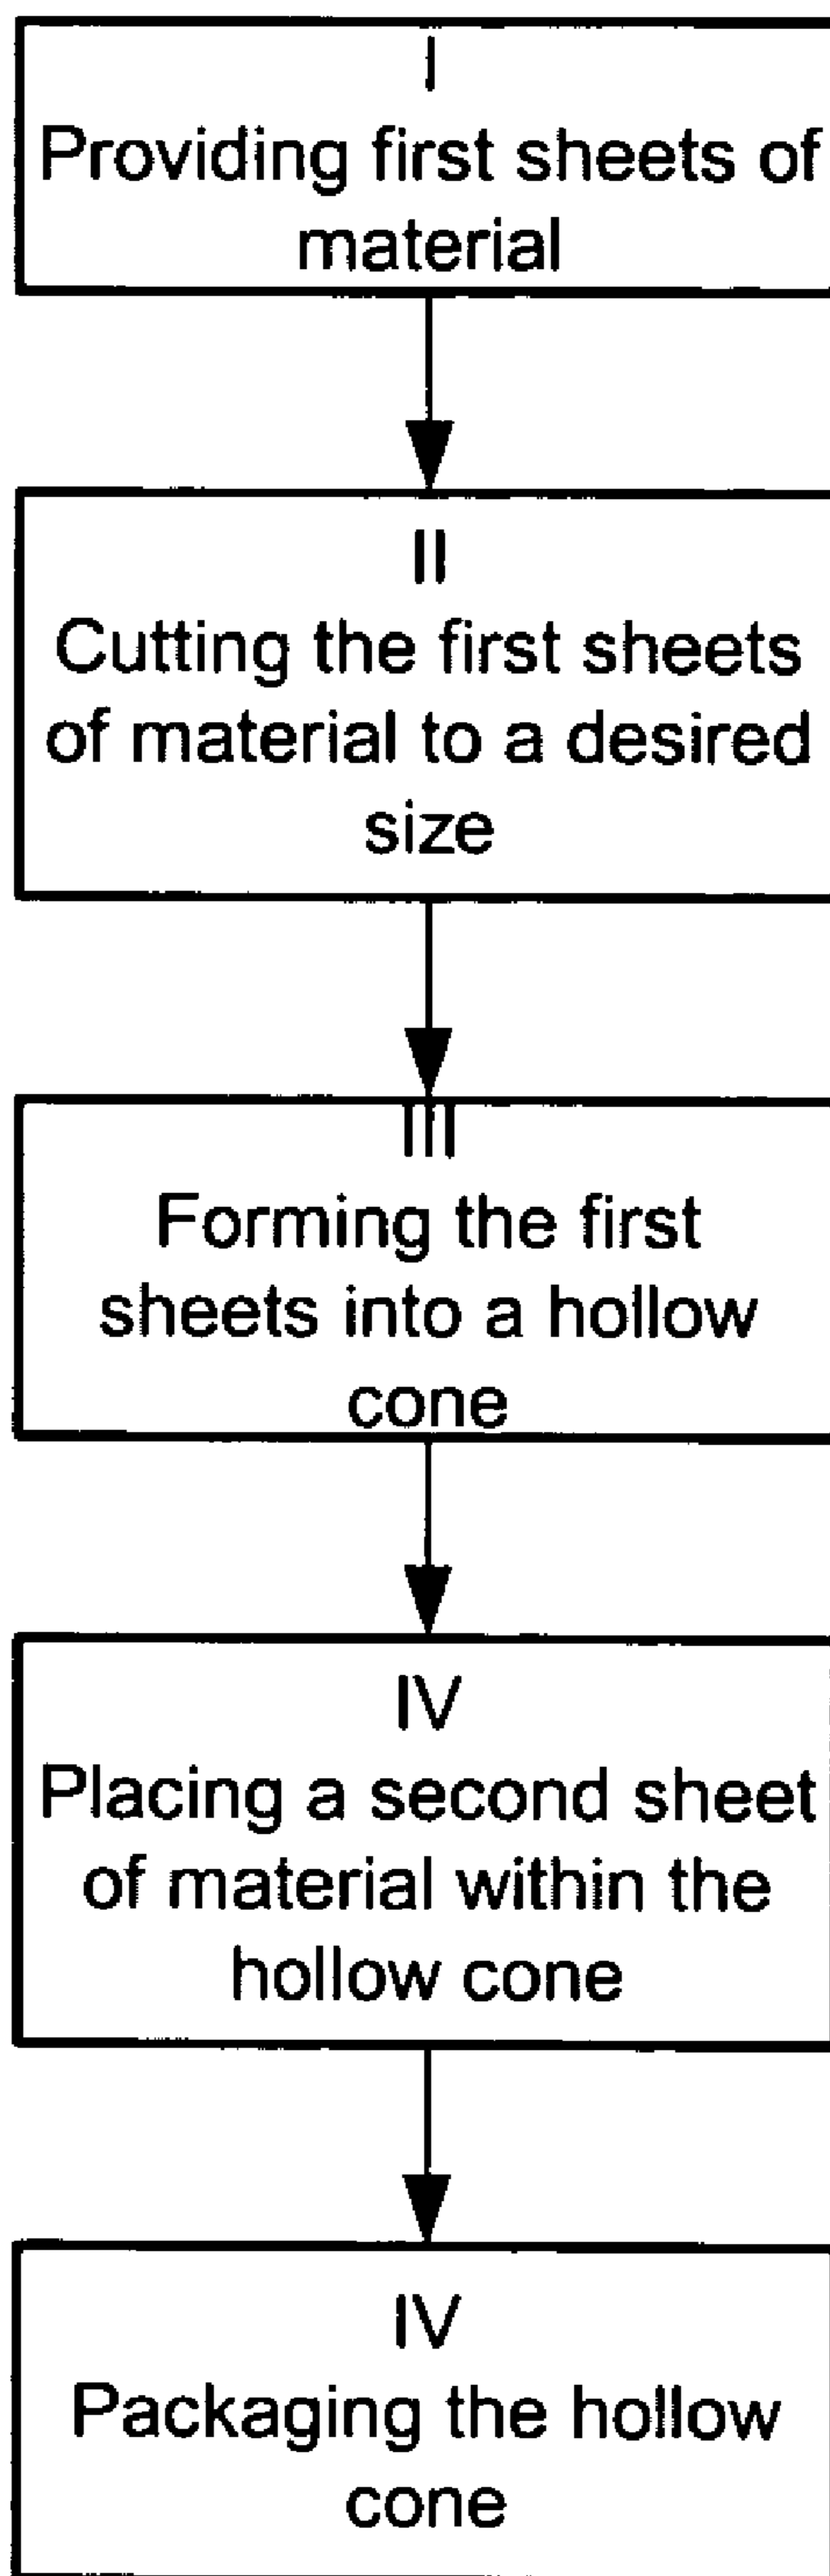 I
Providing first sheets of
material
II
Cutting the first sheets
of material to a desired
size
III
Forming the first
sheets into a hollow
cone
IV
Placing a second sheet
of material within the
hollow cone
IV
Packaging the hollow
cone